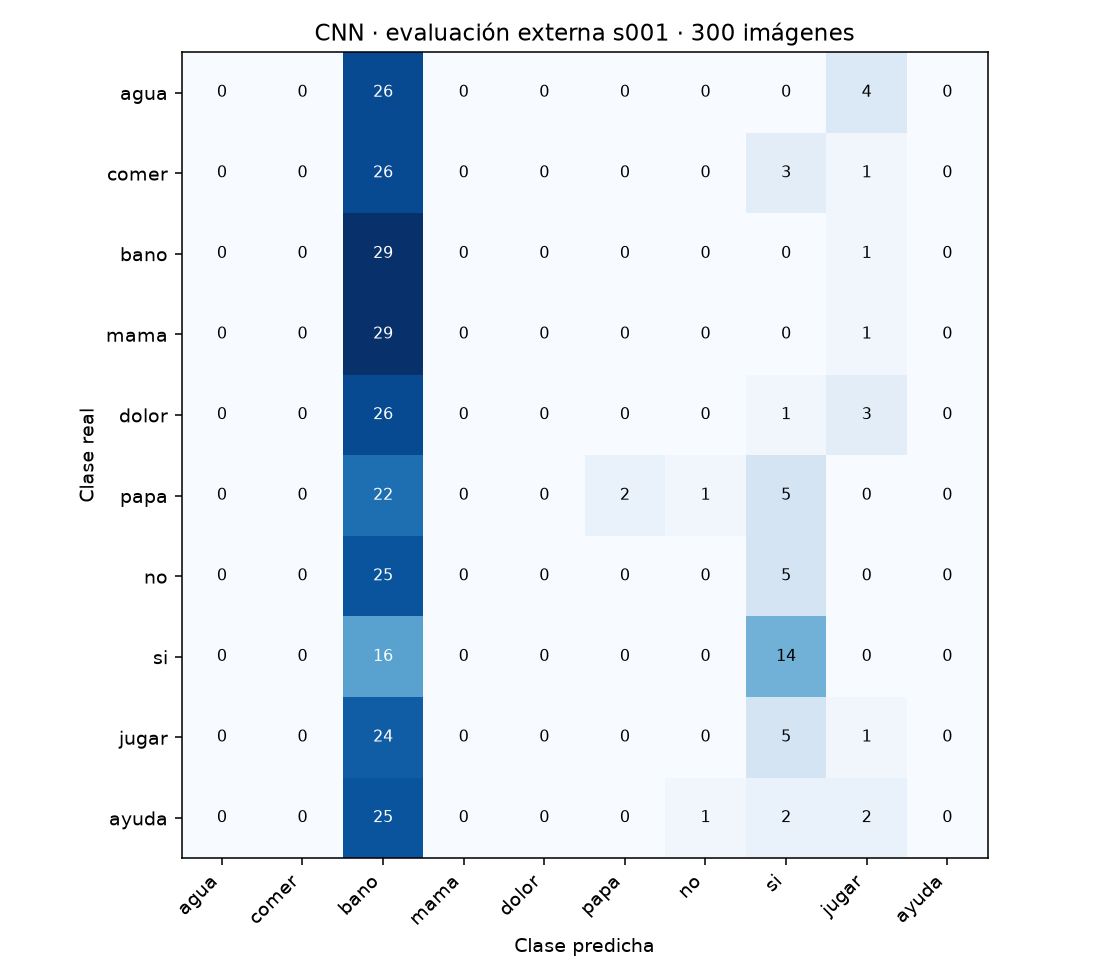 CNN · evaluación externa s001 · 300 imágenes
agua 0 0 26 0 0 0 0 0 4 0
comer 0 0 26 0 0 0 0 3 1 0
bano 0 0 29 0 0 0 0 0 1 0
mama 0 0 29 0 0 0 0 0 1 0
dolor 0 0 26 0 0 0 0 1 3 0
papa 0 0 22 0 0 2 1 5 0 0
no 0 0 25 0 0 0 0 5 0 0
si 0 0 16 0 0 0 0 14 0 0
jugar 0 0 24 0 0 0 0 5 1 0
ayuda 0 0 25 0 0 0 1 2 2 0
Clase real
agua comer bano mama dolor papa no si jugar ayuda
Clase predicha